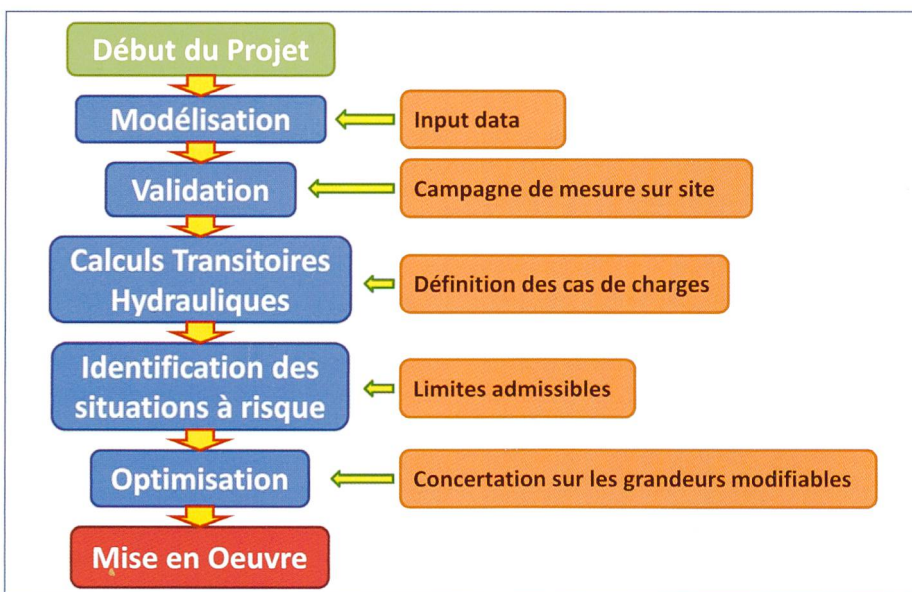 Début du Projet
Modélisation
Input data
Validation
Campagne de mesure sur site
Calculs Transitoires
Hydrauliques
Définition des cas de charges
Identification des
situations à risque
Limites admissibles
Optimisation
Concertation sur les grandeurs modifiables
Mise en Oeuvre